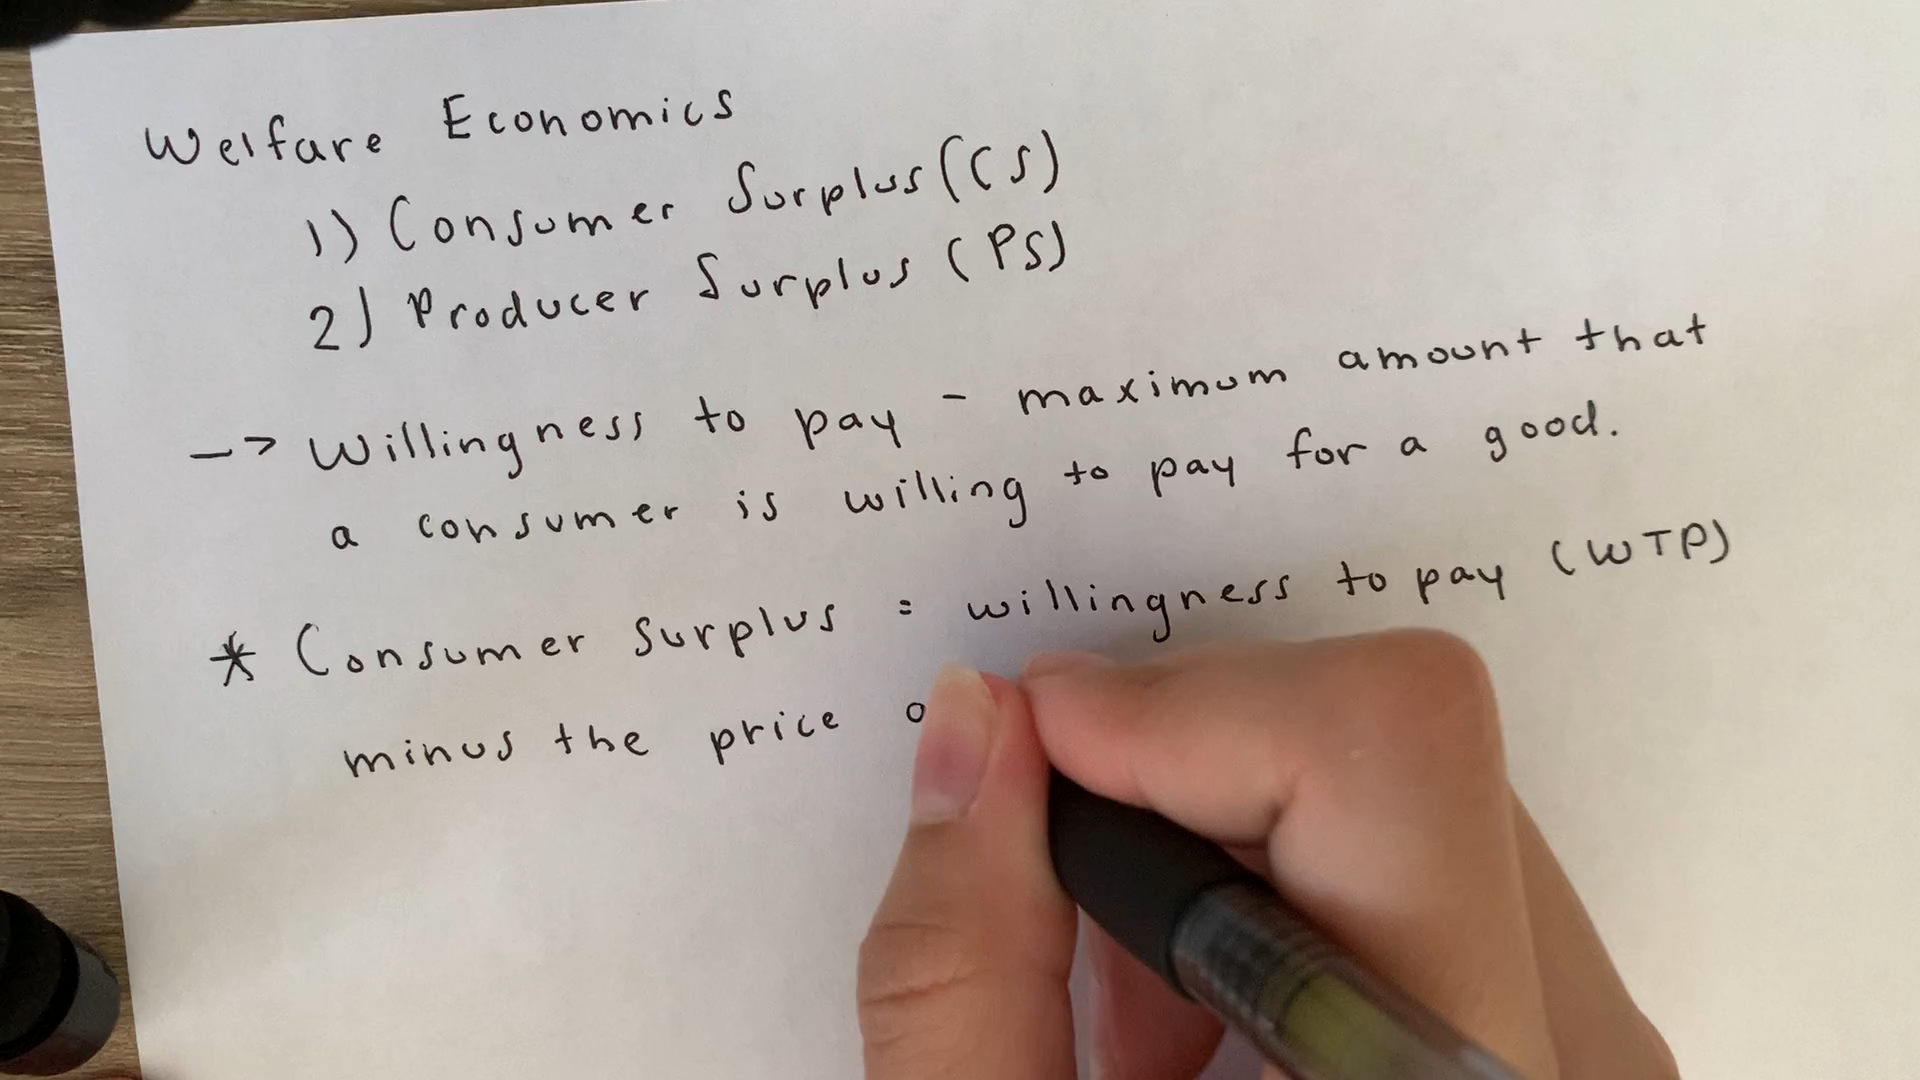 Welfare Economics
1) Consumer Surplus (CS)
2) Producer Surplus (PS)
-> Willingness to pay - maximum amount that
a consumer is willing to pay for a good.
* Consumer Surplus = willingness to pay (WTP)
minus the price o